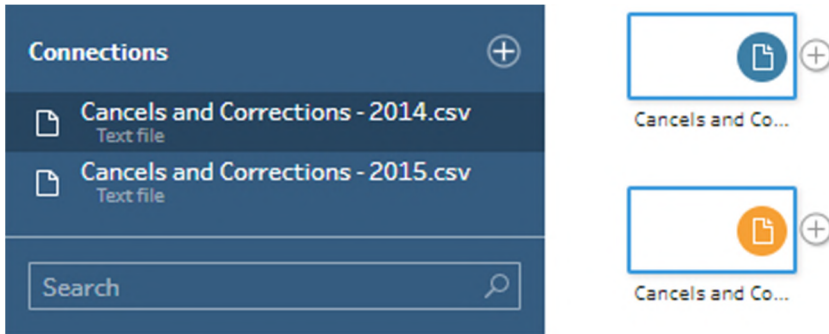 Connections
Cancels and Corrections - 2014.csv
Text file
Cancels and Corrections - 2015.csv
Text file
Search
Cancels and Co...
Cancels and Co...